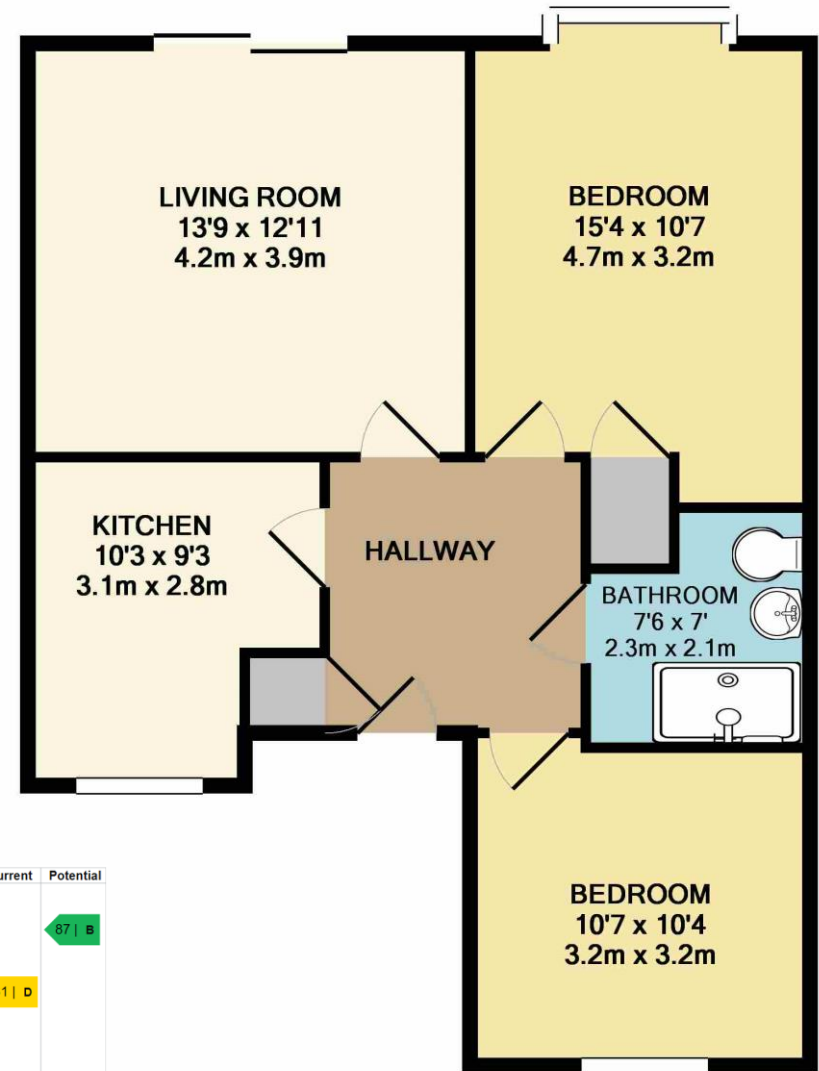 LIVING ROOM
13'9 x 12'11
4.2m x 3.9m
BEDROOM
15'4 x 10'7
4.7m x 3.2m
KITCHEN
10'3 x 9'3
3.1m x 2.8m
HALLWAY
BATHROOM
7'6 x 7'
2.3m x 2.1m
BEDROOM
10'7 x 10'4
3.2m x 3.2m
Potential
87 | B
1 | D